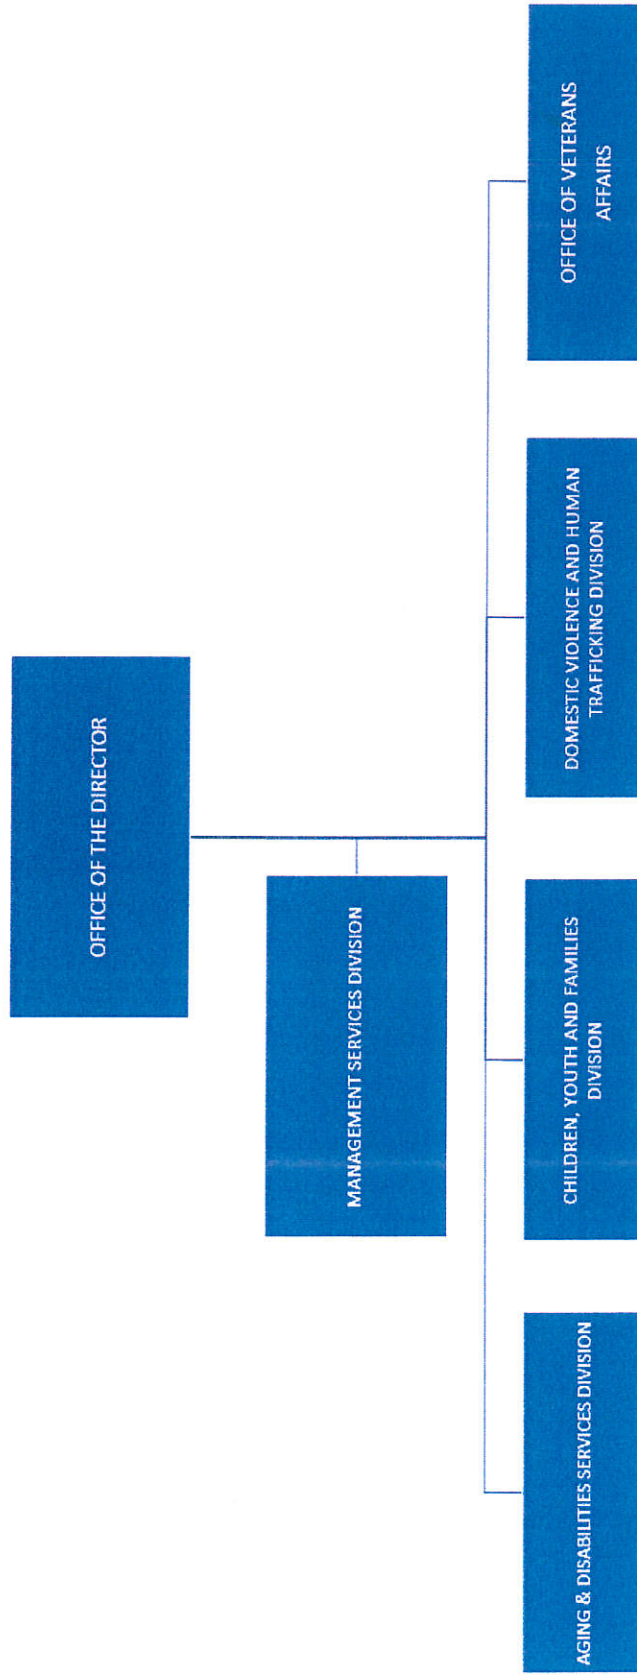 OFFICE OF THE DIRECTOR
MANAGEMENT SERVICES DIVISION
AGING & DISABILITIES SERVICES DIVISION
CHILDREN, YOUTH AND FAMILIES
DIVISION
DOMESTIC VIOLENCE AND HUMAN
TRAFFICKING DIVISION
OFFICE OF VETERANS
AFFAIRS